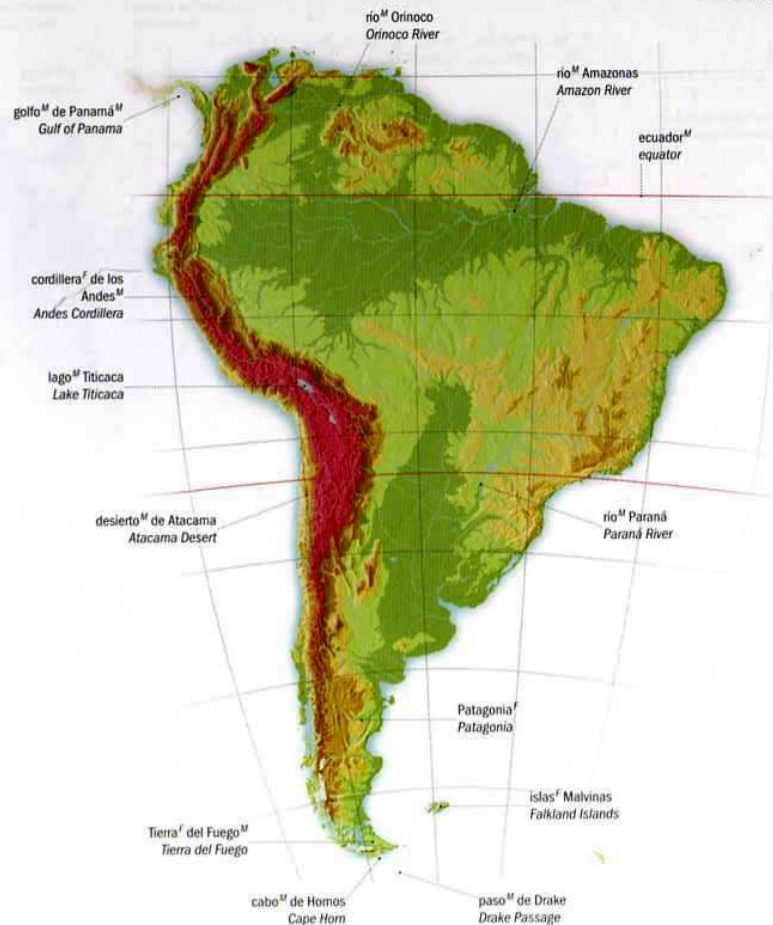 río^M Orinoco
Orinoco River
río^M Amazonas
Amazon River
golfo^M de Panamá^M
Gulf of Panama
ecuador^M
equator
cordillera^F de los
Andes^M
Andes Cordillera
lago^M Titicaca
Lake Titicaca
desierto^M de Atacama
Atacama Desert
río^M Paraná
Paraná River
Patagonia^F
Patagonia
islas^F Malvinas
Falkland Islands
Tierra^F del Fuego^M
Tierra del Fuego
cabo^M de Hornos
Cape Horn
paso^M de Drake
Drake Passage